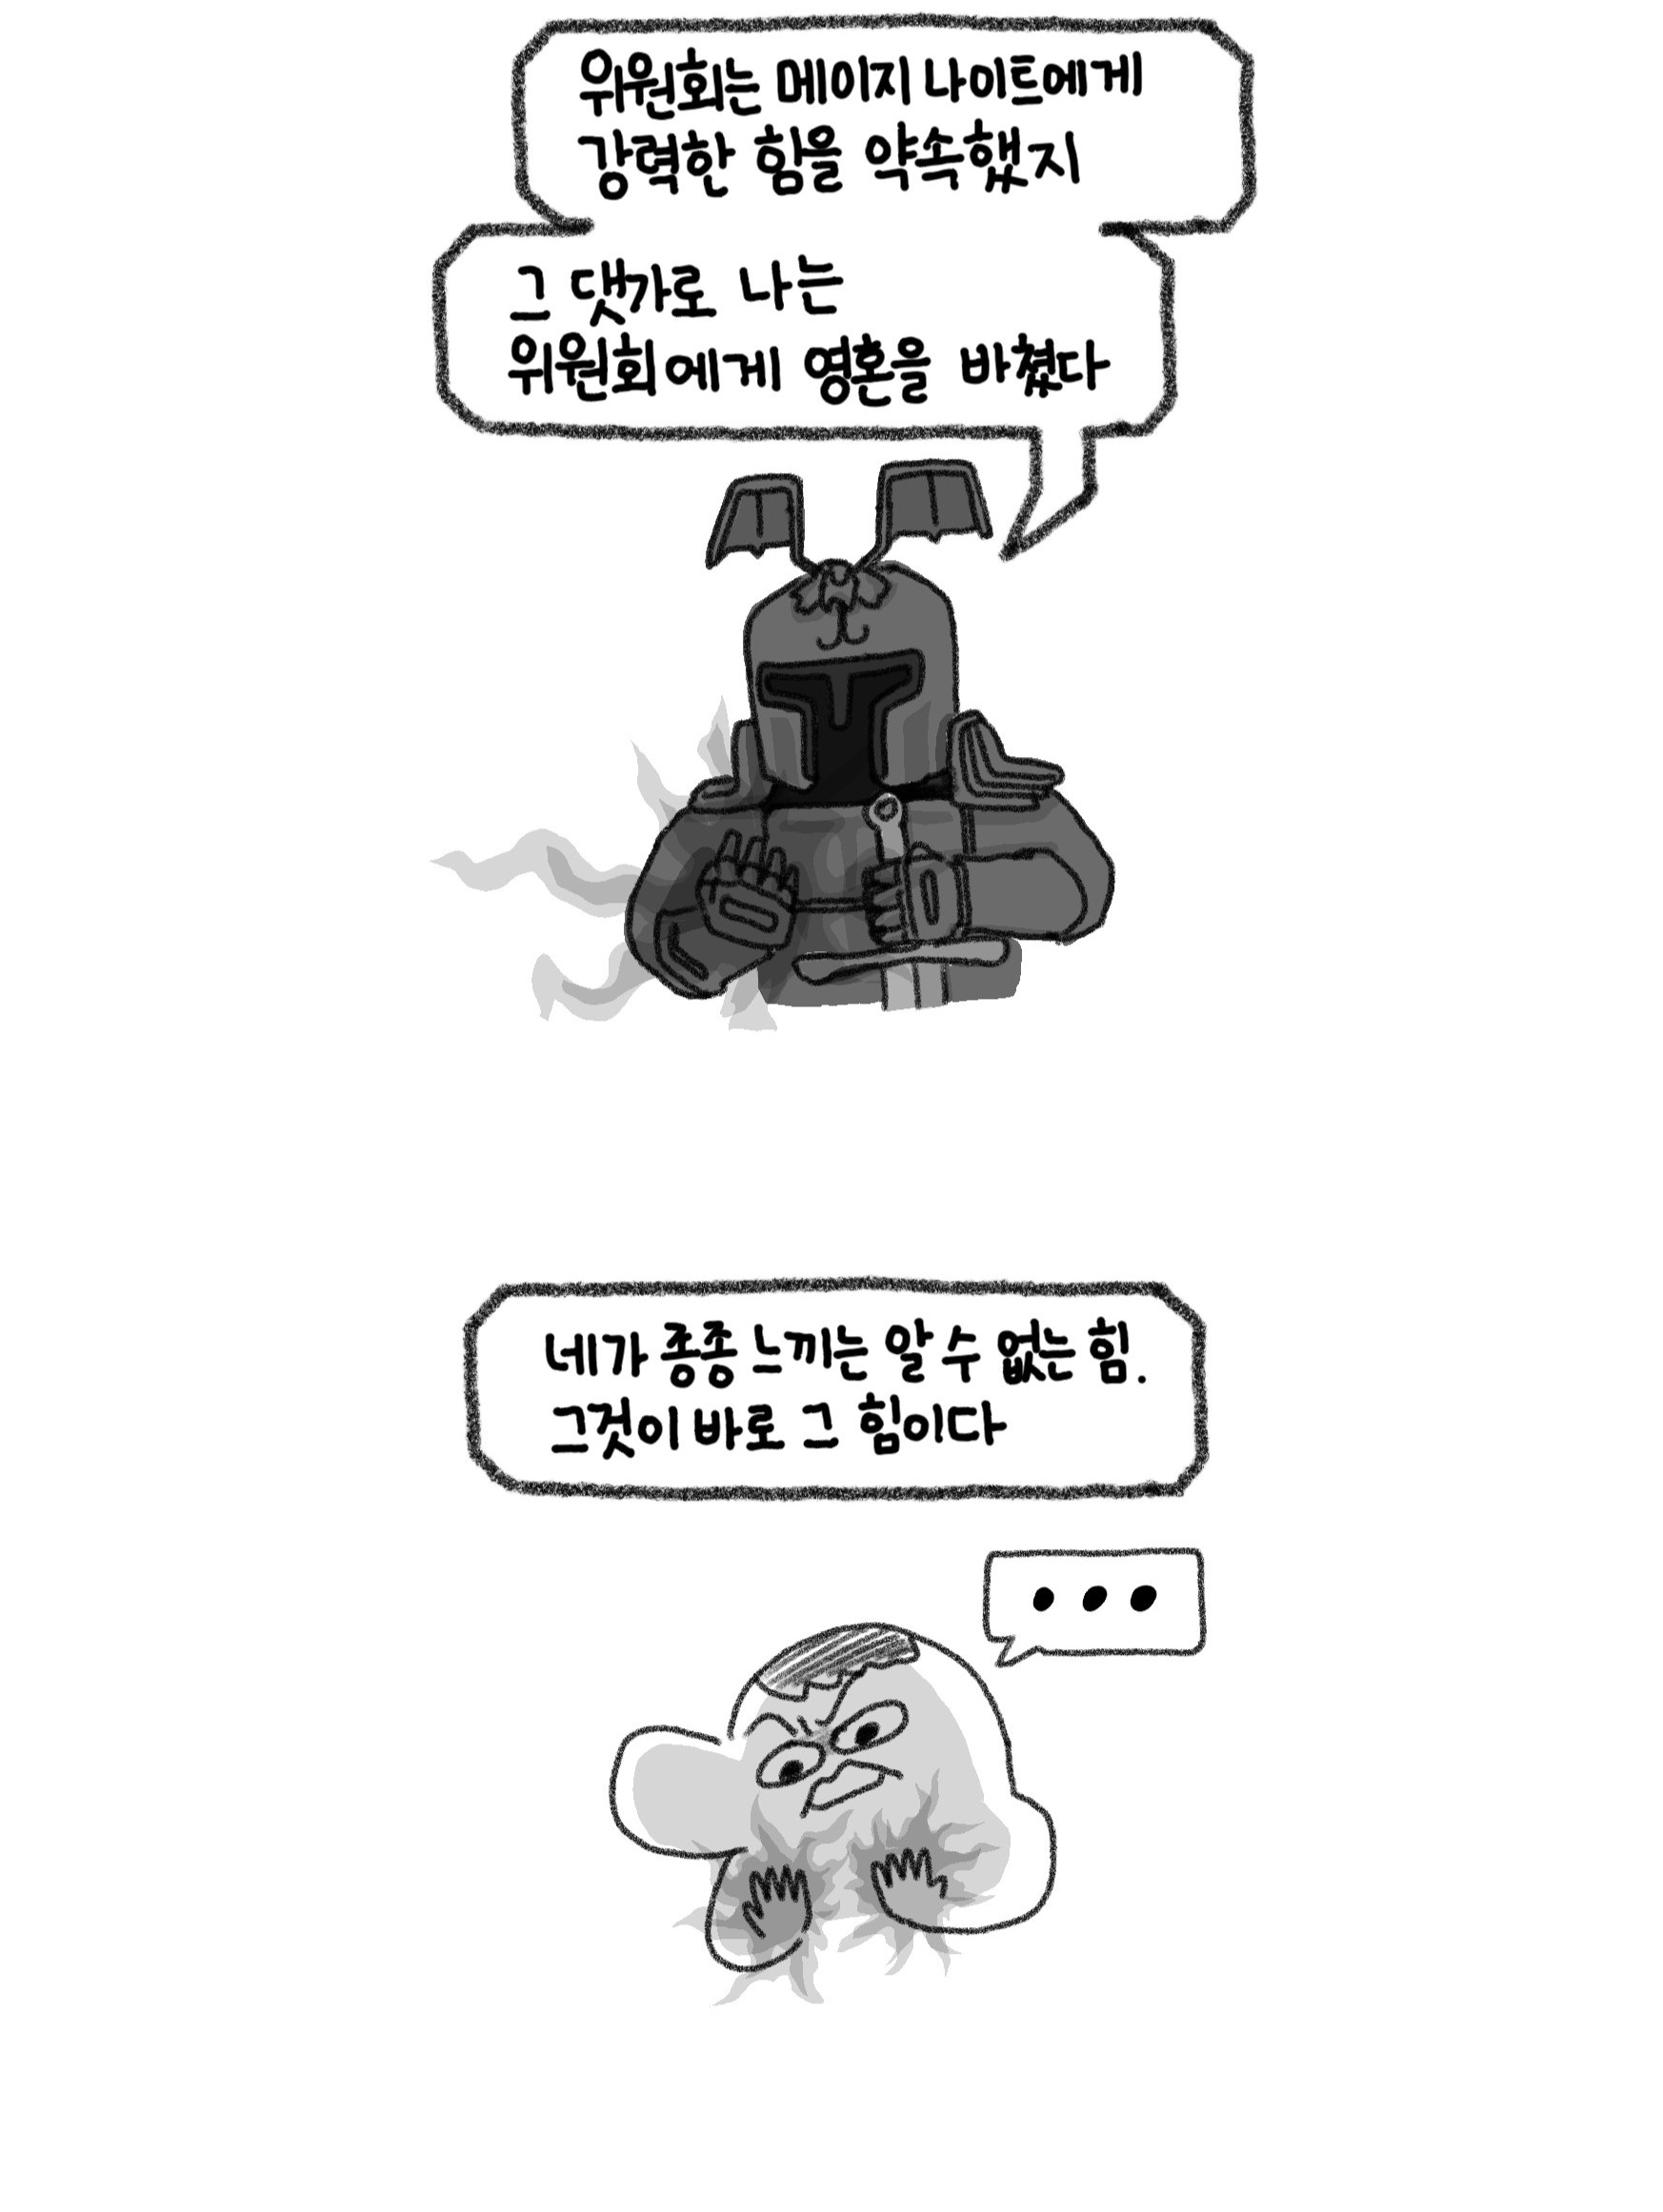 위원회는 메이지 나이트에게
강력한 힘을 약속했지
그 댓가로 나는
위원회에게 영혼을 바쳤다
네가 종종 느끼는 알 수 없는 힘.
그것이 바로 그 힘이다
...